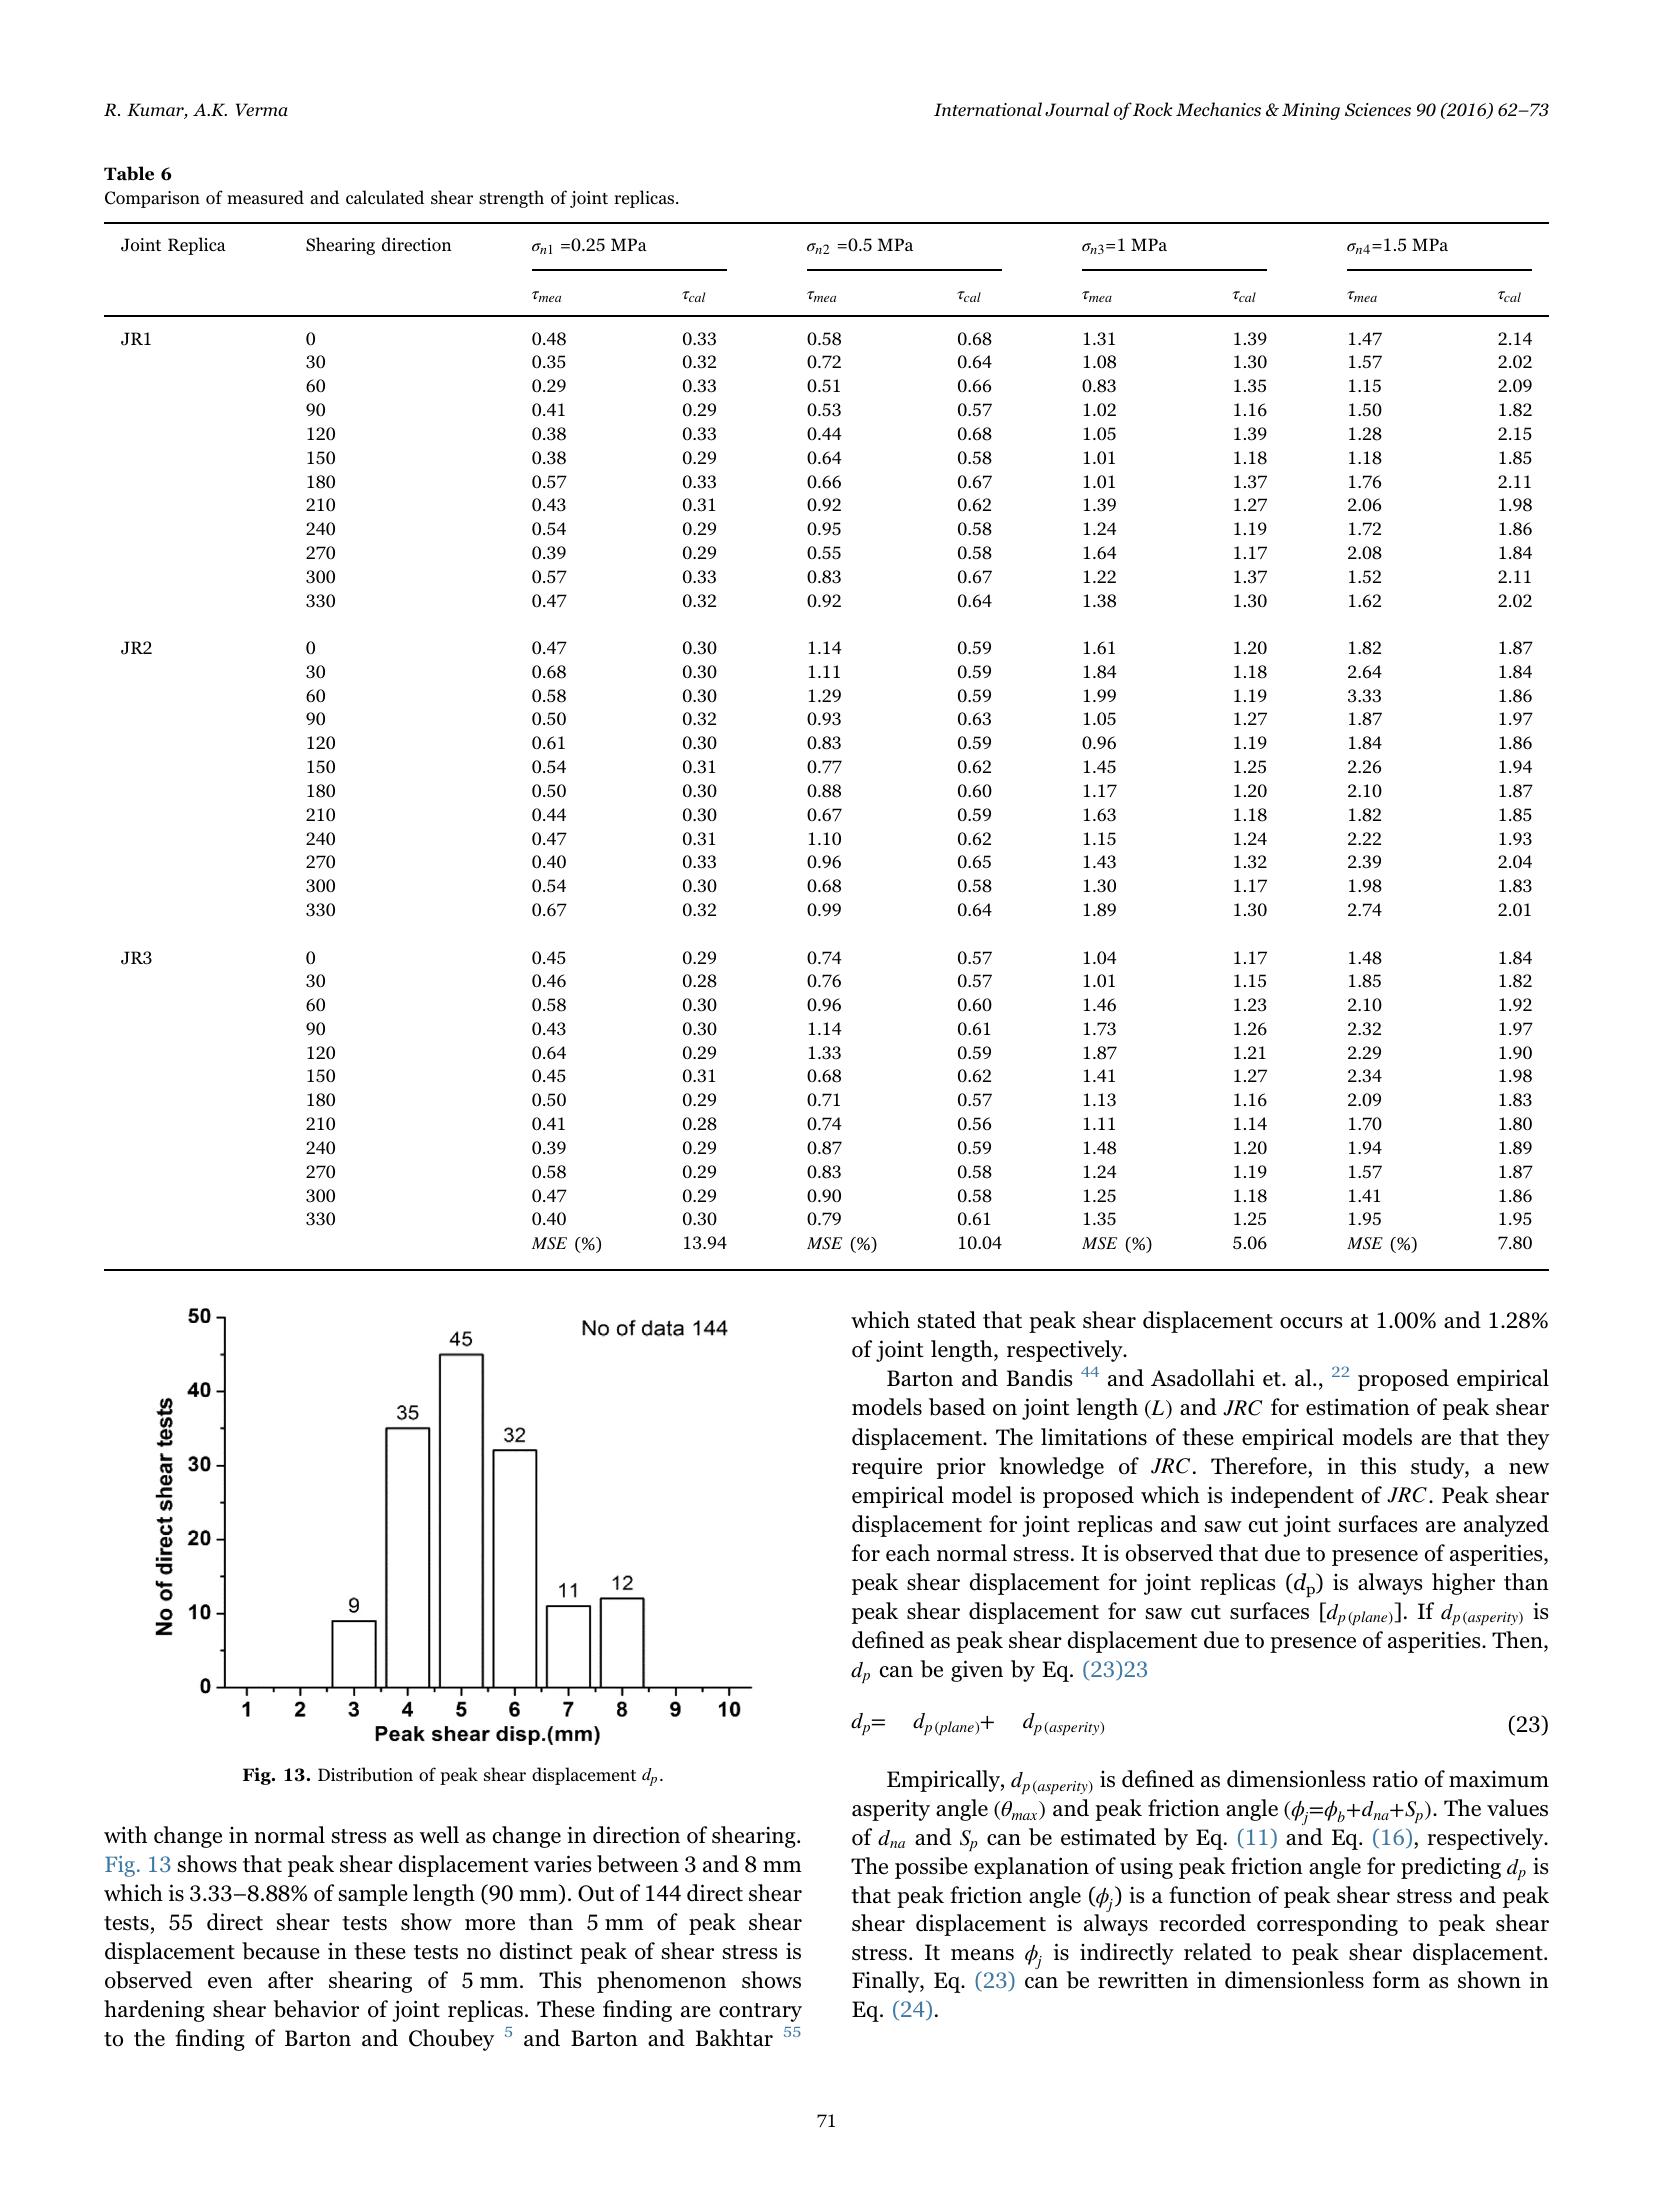 R. Kumar, A.K. Verma
International Journal of Rock Mechanics & Mining Sciences 90 (2016) 62–73
Table 6
Comparison of measured and calculated shear strength of joint replicas.
Joint Replica Shearing direction σn1 =0.25 MPa σn2 =0.5 MPa σn3=1 MPa σn4=1.5 MPa
τmea τcal τmea τcal τmea τcal τmea τcal
JR1 0 0.48 0.33 0.58 0.68 1.31 1.39 1.47 2.14
30 0.35 0.32 0.72 0.64 1.08 1.30 1.57 2.02
60 0.29 0.33 0.51 0.66 0.83 1.35 1.15 2.09
90 0.41 0.29 0.53 0.57 1.02 1.16 1.50 1.82
120 0.38 0.33 0.44 0.68 1.05 1.39 1.28 2.15
150 0.38 0.29 0.64 0.58 1.01 1.18 1.18 1.85
180 0.57 0.33 0.66 0.67 1.01 1.37 1.76 2.11
210 0.43 0.31 0.92 0.62 1.39 1.27 2.06 1.98
240 0.54 0.29 0.95 0.58 1.24 1.19 1.72 1.86
270 0.39 0.29 0.55 0.58 1.64 1.17 2.08 1.84
300 0.57 0.33 0.83 0.67 1.22 1.37 1.52 2.11
330 0.47 0.32 0.92 0.64 1.38 1.30 1.62 2.02
JR2 0 0.47 0.30 1.14 0.59 1.61 1.20 1.82 1.87
30 0.68 0.30 1.11 0.59 1.84 1.18 2.64 1.84
60 0.58 0.30 1.29 0.59 1.99 1.19 3.33 1.86
90 0.50 0.32 0.93 0.63 1.05 1.27 1.87 1.97
120 0.61 0.30 0.83 0.59 0.96 1.19 1.84 1.86
150 0.54 0.31 0.77 0.62 1.45 1.25 2.26 1.94
180 0.50 0.30 0.88 0.60 1.17 1.20 2.10 1.87
210 0.44 0.30 0.67 0.59 1.63 1.18 1.82 1.85
240 0.47 0.31 1.10 0.62 1.15 1.24 2.22 1.93
270 0.40 0.33 0.96 0.65 1.43 1.32 2.39 2.04
300 0.54 0.30 0.68 0.58 1.30 1.17 1.98 1.83
330 0.67 0.32 0.99 0.64 1.89 1.30 2.74 2.01
JR3 0 0.45 0.29 0.74 0.57 1.04 1.17 1.48 1.84
30 0.46 0.28 0.76 0.57 1.01 1.15 1.85 1.82
60 0.58 0.30 0.96 0.60 1.46 1.23 2.10 1.92
90 0.43 0.30 1.14 0.61 1.73 1.26 2.32 1.97
120 0.64 0.29 1.33 0.59 1.87 1.21 2.29 1.90
150 0.45 0.31 0.68 0.62 1.41 1.27 2.34 1.98
180 0.50 0.29 0.71 0.57 1.13 1.16 2.09 1.83
210 0.41 0.28 0.74 0.56 1.11 1.14 1.70 1.80
240 0.39 0.29 0.87 0.59 1.48 1.20 1.94 1.89
270 0.58 0.29 0.83 0.58 1.24 1.19 1.57 1.87
300 0.47 0.29 0.90 0.58 1.25 1.18 1.41 1.86
330 0.40 0.30 0.79 0.61 1.35 1.25 1.95 1.95
MSE (%) 13.94 MSE (%) 10.04 MSE (%) 5.06 MSE (%) 7.80
No of direct shear tests
50
40
30
20
10
0
No of data 144
9
35
45
32
11
12
1 2 3 4 5 6 7 8 9 10
Peak shear disp.(mm)
Fig. 13. Distribution of peak shear displacement dp.
with change in normal stress as well as change in direction of shearing.
Fig. 13 shows that peak shear displacement varies between 3 and 8 mm
which is 3.33–8.88% of sample length (90 mm). Out of 144 direct shear
tests, 55 direct shear tests show more than 5 mm of peak shear
displacement because in these tests no distinct peak of shear stress is
observed even after shearing of 5 mm. This phenomenon shows
hardening shear behavior of joint replicas. These finding are contrary
to the finding of Barton and Choubey 5 and Barton and Bakhtar 55
which stated that peak shear displacement occurs at 1.00% and 1.28%
of joint length, respectively.
Barton and Bandis 44 and Asadollahi et. al., 22 proposed empirical
models based on joint length (L) and JRC for estimation of peak shear
displacement. The limitations of these empirical models are that they
require prior knowledge of JRC. Therefore, in this study, a new
empirical model is proposed which is independent of JRC. Peak shear
displacement for joint replicas and saw cut joint surfaces are analyzed
for each normal stress. It is observed that due to presence of asperities,
peak shear displacement for joint replicas (dp) is always higher than
peak shear displacement for saw cut surfaces [dp(plane)]. If dp(asperity) is
defined as peak shear displacement due to presence of asperities. Then,
dp can be given by Eq. (23)23
dp= dp(plane)+ dp(asperity) (23)
Empirically, dp(asperity) is defined as dimensionless ratio of maximum
asperity angle (θmax) and peak friction angle (ϕj=ϕb+dna+Sp). The values
of dna and Sp can be estimated by Eq. (11) and Eq. (16), respectively.
The possibe explanation of using peak friction angle for predicting dp is
that peak friction angle (ϕj) is a function of peak shear stress and peak
shear displacement is always recorded corresponding to peak shear
stress. It means ϕj is indirectly related to peak shear displacement.
Finally, Eq. (23) can be rewritten in dimensionless form as shown in
Eq. (24).
71